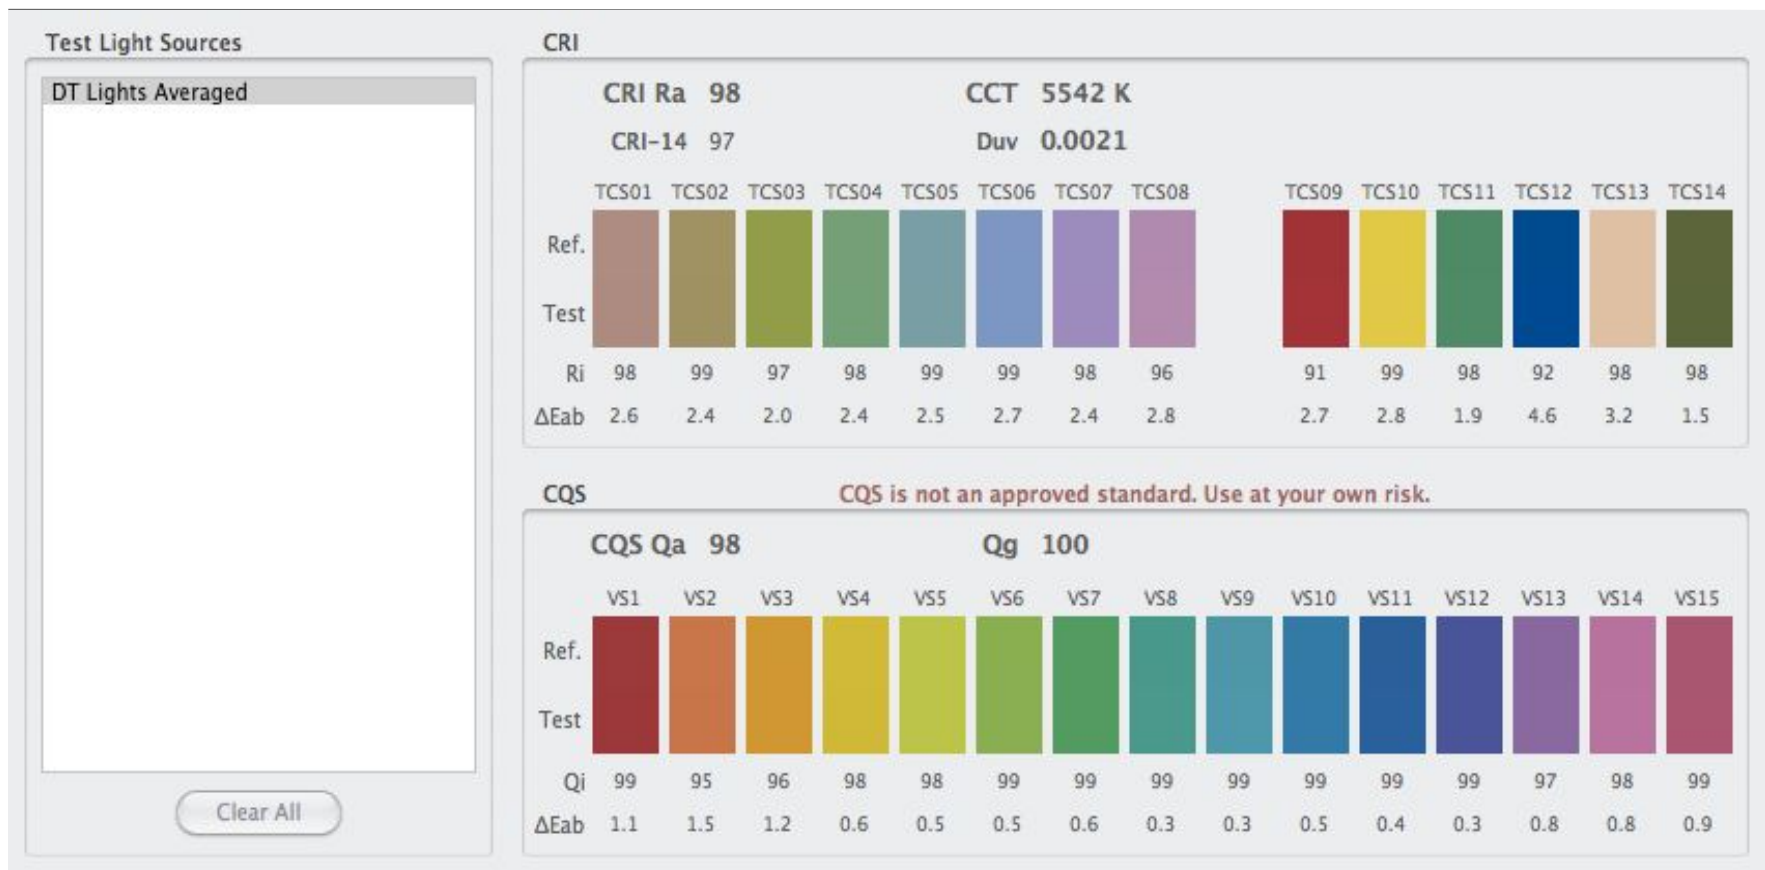 Test Light Sources
DT Lights Averaged
Clear All
CRI
CRI Ra 98 CCT 5542 K
CRI-14 97 Duv 0.0021
TCS01 TCS02 TCS03 TCS04 TCS05 TCS06 TCS07 TCS08 TCS09 TCS10 TCS11 TCS12 TCS13 TCS14
Ref.
Test
Ri 98 99 97 98 99 99 98 96 91 99 98 92 98 98
ΔEab 2.6 2.4 2.0 2.4 2.5 2.7 2.4 2.8 2.7 2.8 1.9 4.6 3.2 1.5
CQS CQS is not an approved standard. Use at your own risk.
CQS Qa 98 Qg 100
VS1 VS2 VS3 VS4 VS5 VS6 VS7 VS8 VS9 VS10 VS11 VS12 VS13 VS14 VS15
Ref.
Test
Qi 99 95 96 98 98 99 99 99 99 99 99 99 97 98 99
ΔEab 1.1 1.5 1.2 0.6 0.5 0.5 0.6 0.3 0.3 0.5 0.4 0.3 0.8 0.8 0.9